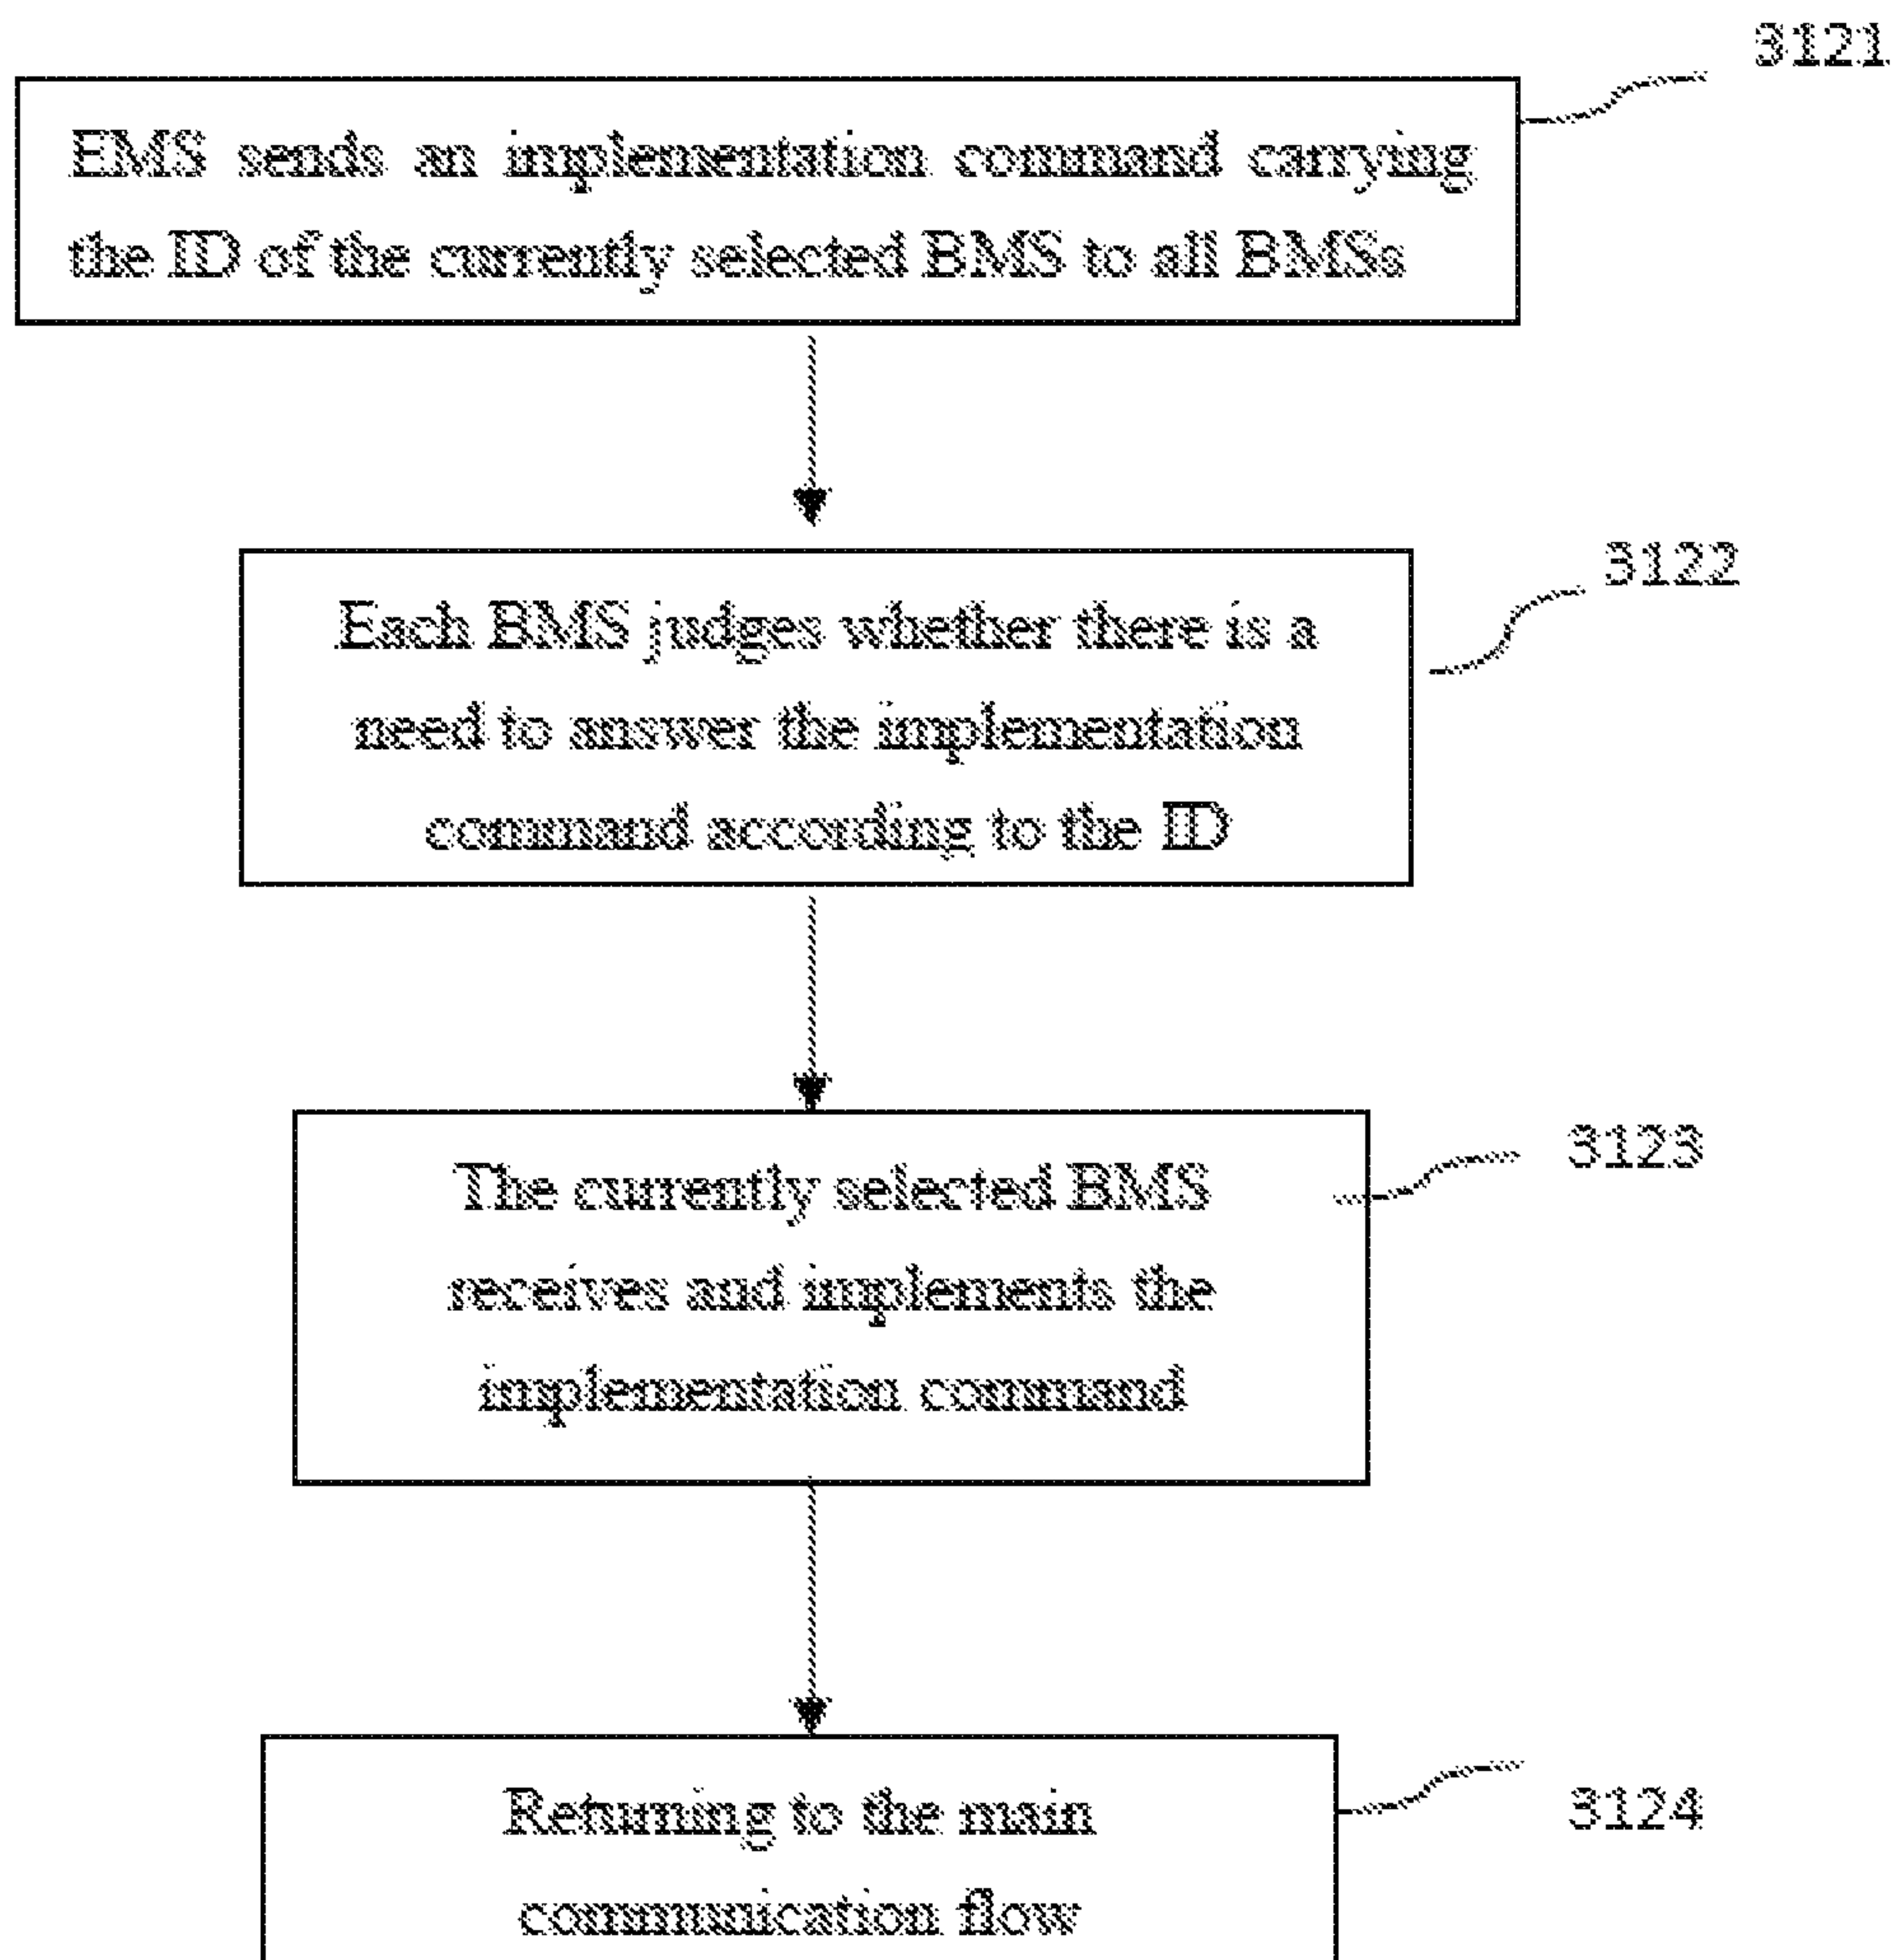 3121
EMS sends an implementation command carrying
the ID of the currently selected BMS to all BMSs
3122
Each BMS judges whether there is a
need to answer the implementation
command according to the ID
3123
The currently selected BMS
receives and implements the
implementation command
3124
Returning to the main
communication flow